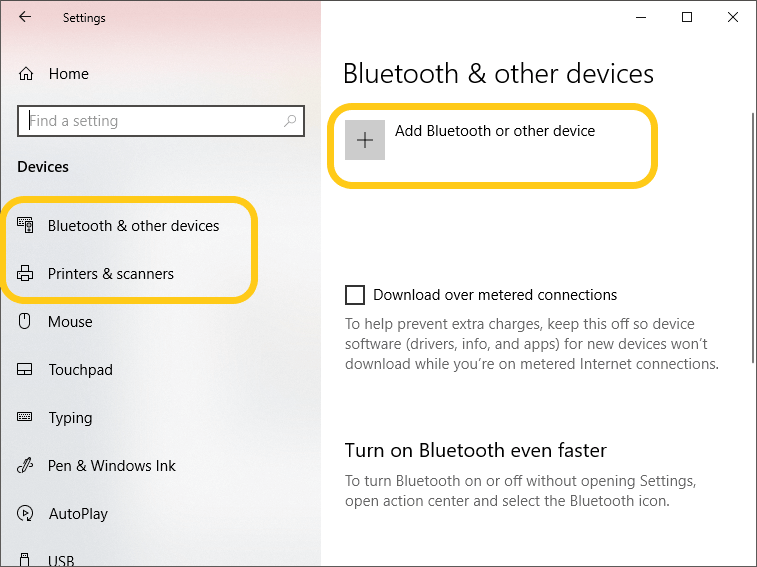 Settings
Home
Find a setting
Devices
Bluetooth & other devices
Printers & scanners
Mouse
Touchpad
Typing
Pen & Windows Ink
AutoPlay
USB
Bluetooth & other devices
Add Bluetooth or other device
Download over metered connections
To help prevent extra charges, keep this off so device
software (drivers, info, and apps) for new devices won’t
download while you’re on metered Internet connections.
Turn on Bluetooth even faster
To turn Bluetooth on or off without opening Settings,
open action center and select the Bluetooth icon.